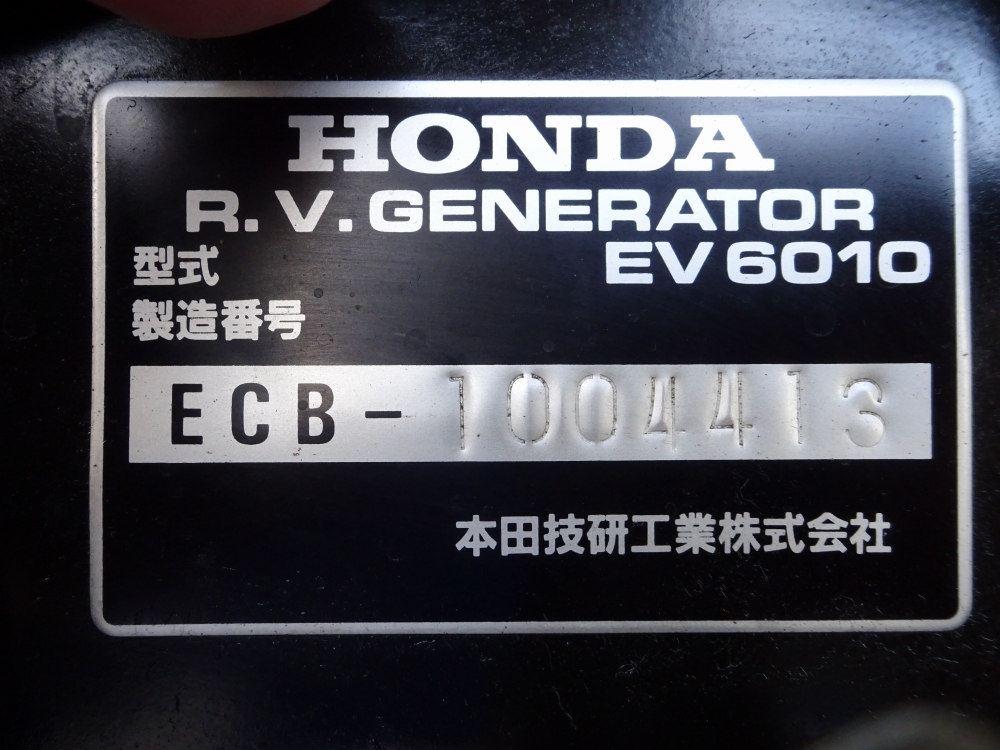 HONDA
R.V.GENERATOR
型式 EV6010
製造番号
ECB-1004413
本田技研工業株式会社